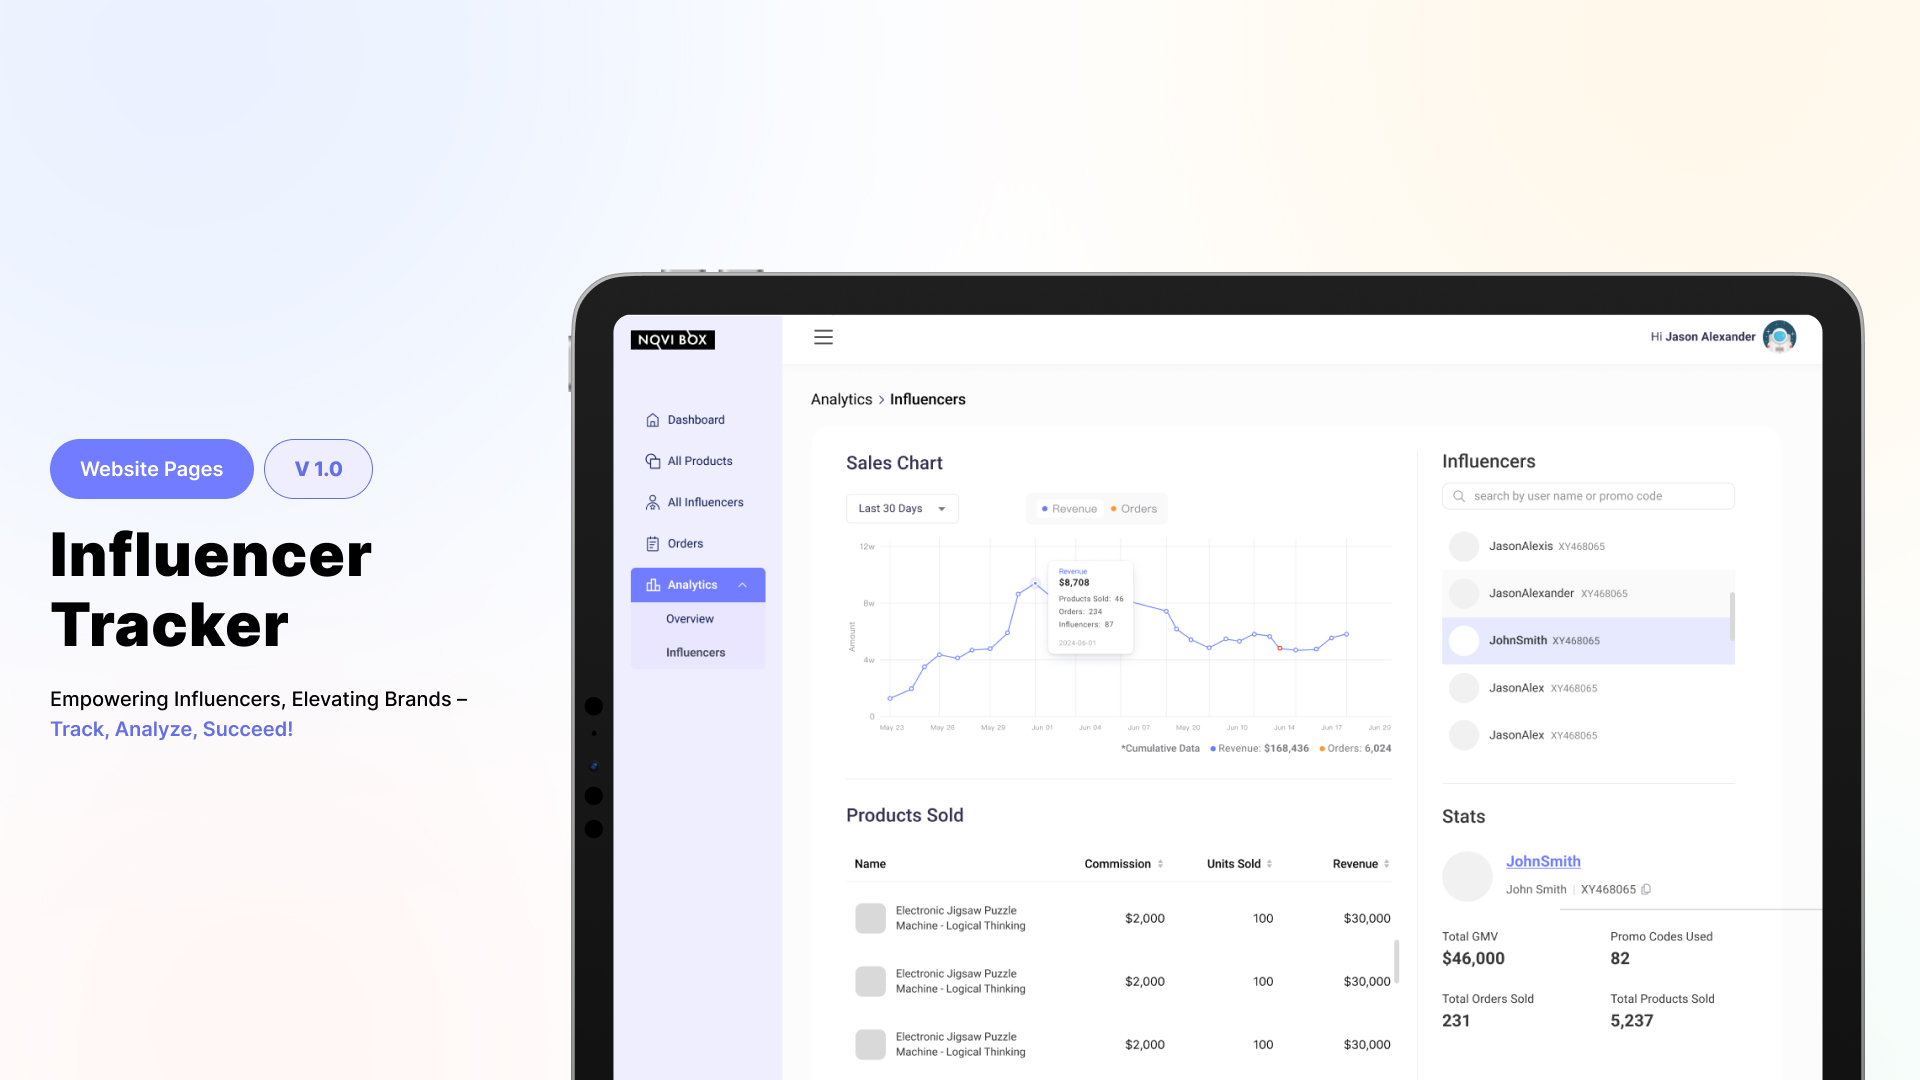 Website Pages
V 1.0
Influencer
Tracker
Empowering Influencers, Elevating Brands –
Track, Analyze, Succeed!
NOVI BOX
Hi Jason Alexander
Dashboard
All Products
All Influencers
Orders
Analytics
Overview
Influencers
Analytics > Influencers
Sales Chart
Last 30 Days
Revenue
Orders
12w
8w
4w
0
Amount
Revenue
$8,708
Products Sold: 46
Orders: 234
Influencers: 87
2024-06-01
May 23 May 26 May 29 Jun 01 Jun 04 Jun 07 May 20 Jun 10 Jun 14 Jun 17 Jun 29
*Cumulative Data Revenue: $168,436 Orders: 6,024
Products Sold
Name Commission Units Sold Revenue
Electronic Jigsaw Puzzle
Machine - Logical Thinking
$2,000 100 $30,000
Electronic Jigsaw Puzzle
Machine - Logical Thinking
$2,000 100 $30,000
Electronic Jigsaw Puzzle
Machine - Logical Thinking
$2,000 100 $30,000
Influencers
search by user name or promo code
JasonAlexis XY468065
JasonAlexander XY468065
JohnSmith XY468065
JasonAlex XY468065
JasonAlex XY468065
Stats
JohnSmith
John Smith | XY468065
Total GMV
$46,000
Promo Codes Used
82
Total Orders Sold
231
Total Products Sold
5,237